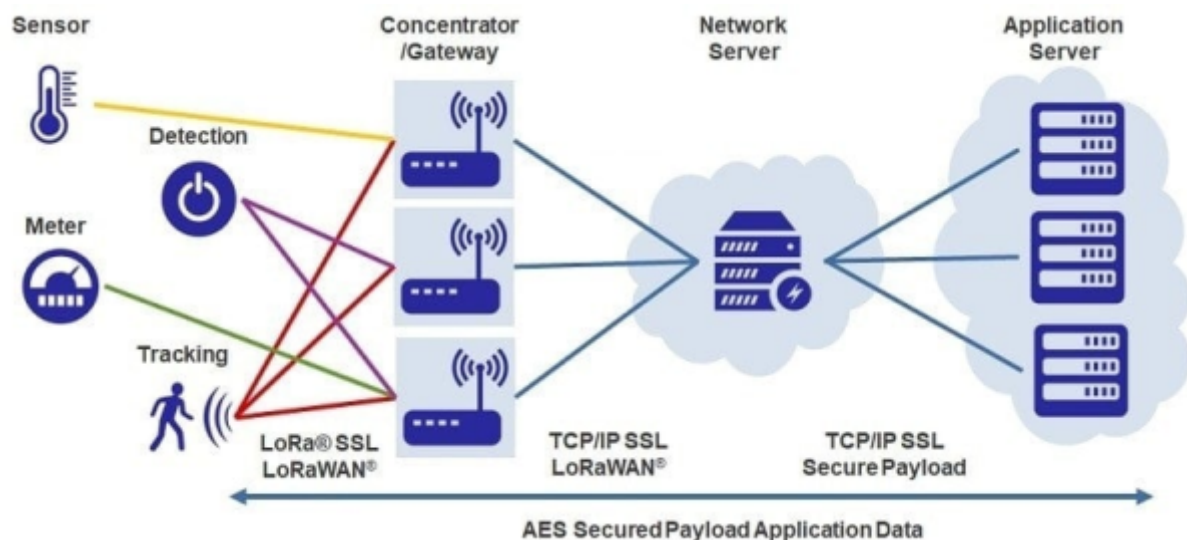 Sensor
Concentrator
/Gateway
Network
Server
Application
Server
Detection
Meter
Tracking
LoRa® SSL
LoRaWAN®
TCP/IP SSL
LoRaWAN®
TCP/IP SSL
Secure Payload
AES Secured Payload Application Data